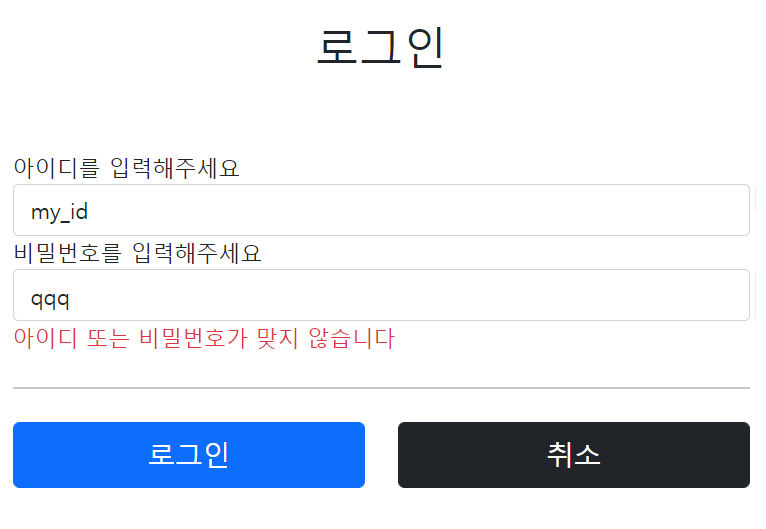 로그인
아이디를 입력해주세요
my_id
비밀번호를 입력해주세요
qqq
아이디 또는 비밀번호가 맞지 않습니다
로그인 취소